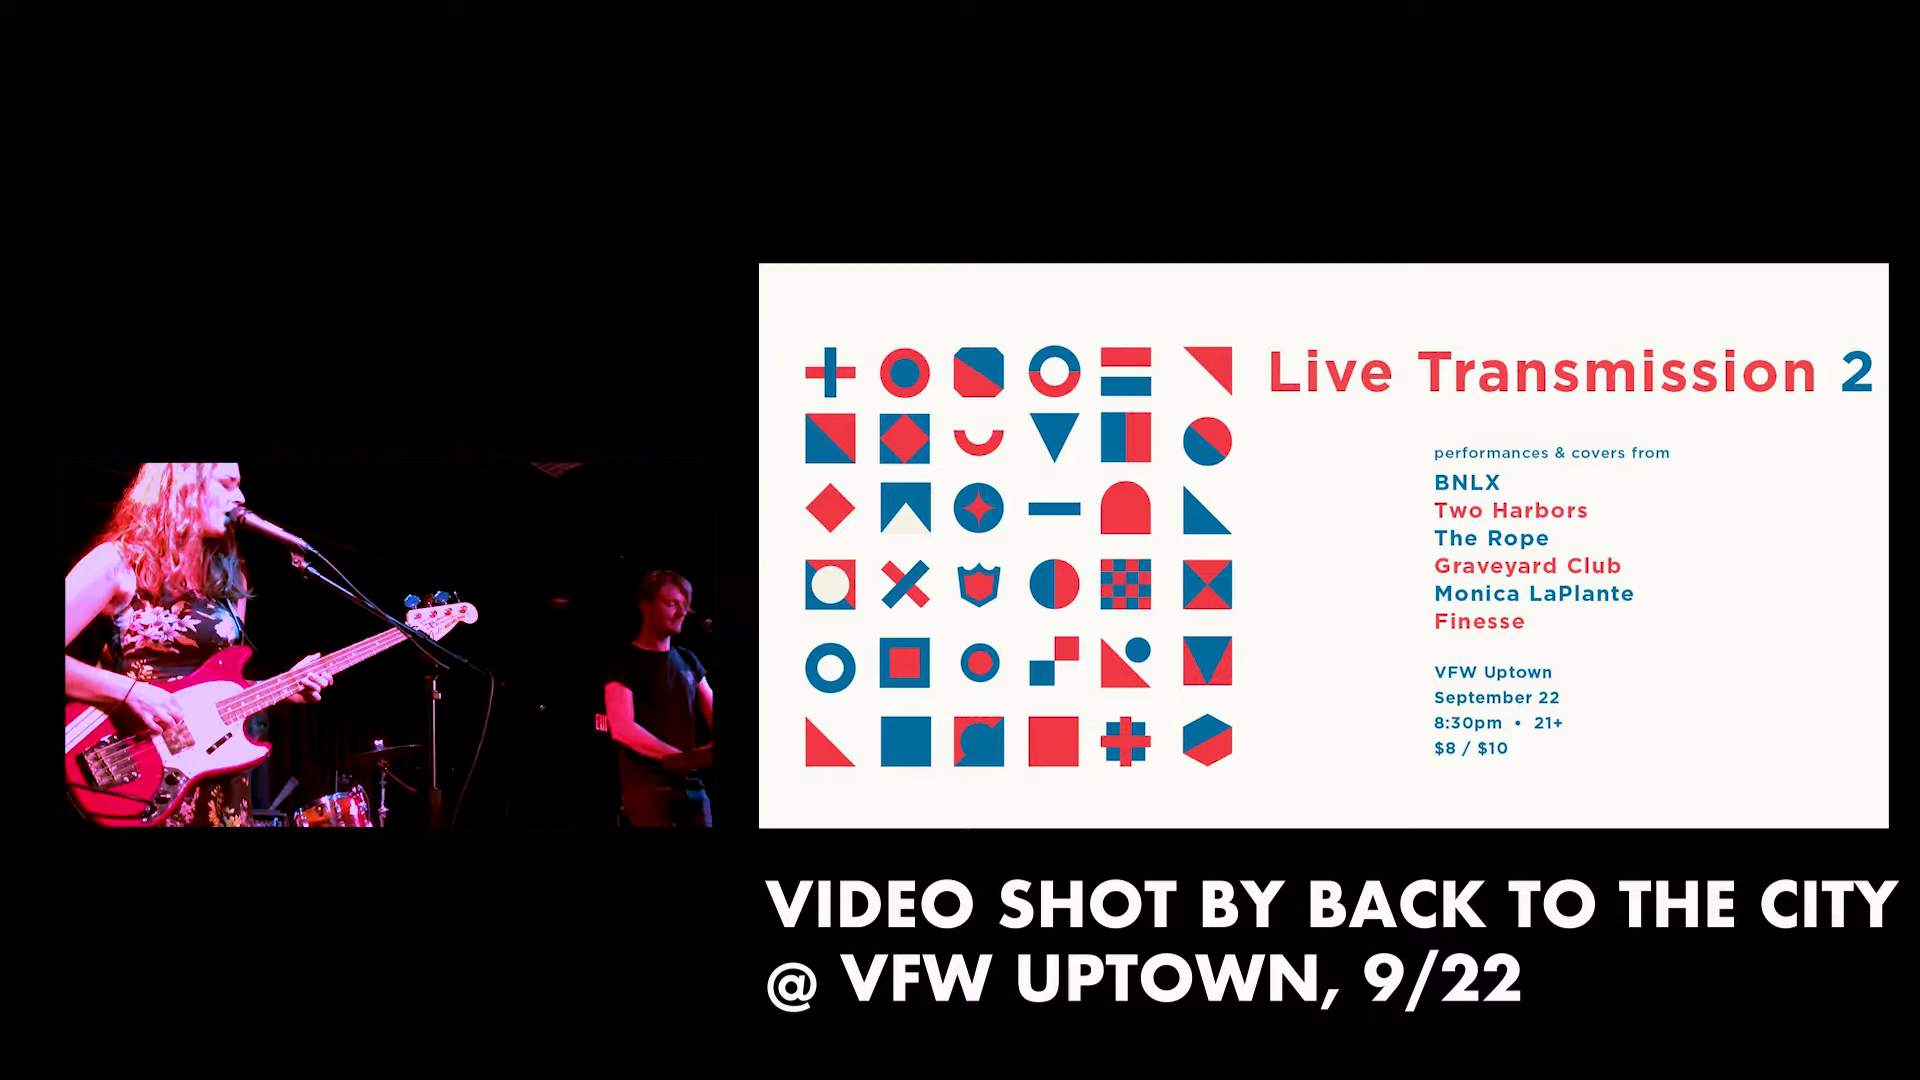 Live Transmission 2
performances & covers from
BNLX
Two Harbors
The Rope
Graveyard Club
Monica LaPlante
Finesse
VFW Uptown
September 22
8:30pm • 21+
$8 / $10
VIDEO SHOT BY BACK TO THE CITY
@ VFW UPTOWN, 9/22